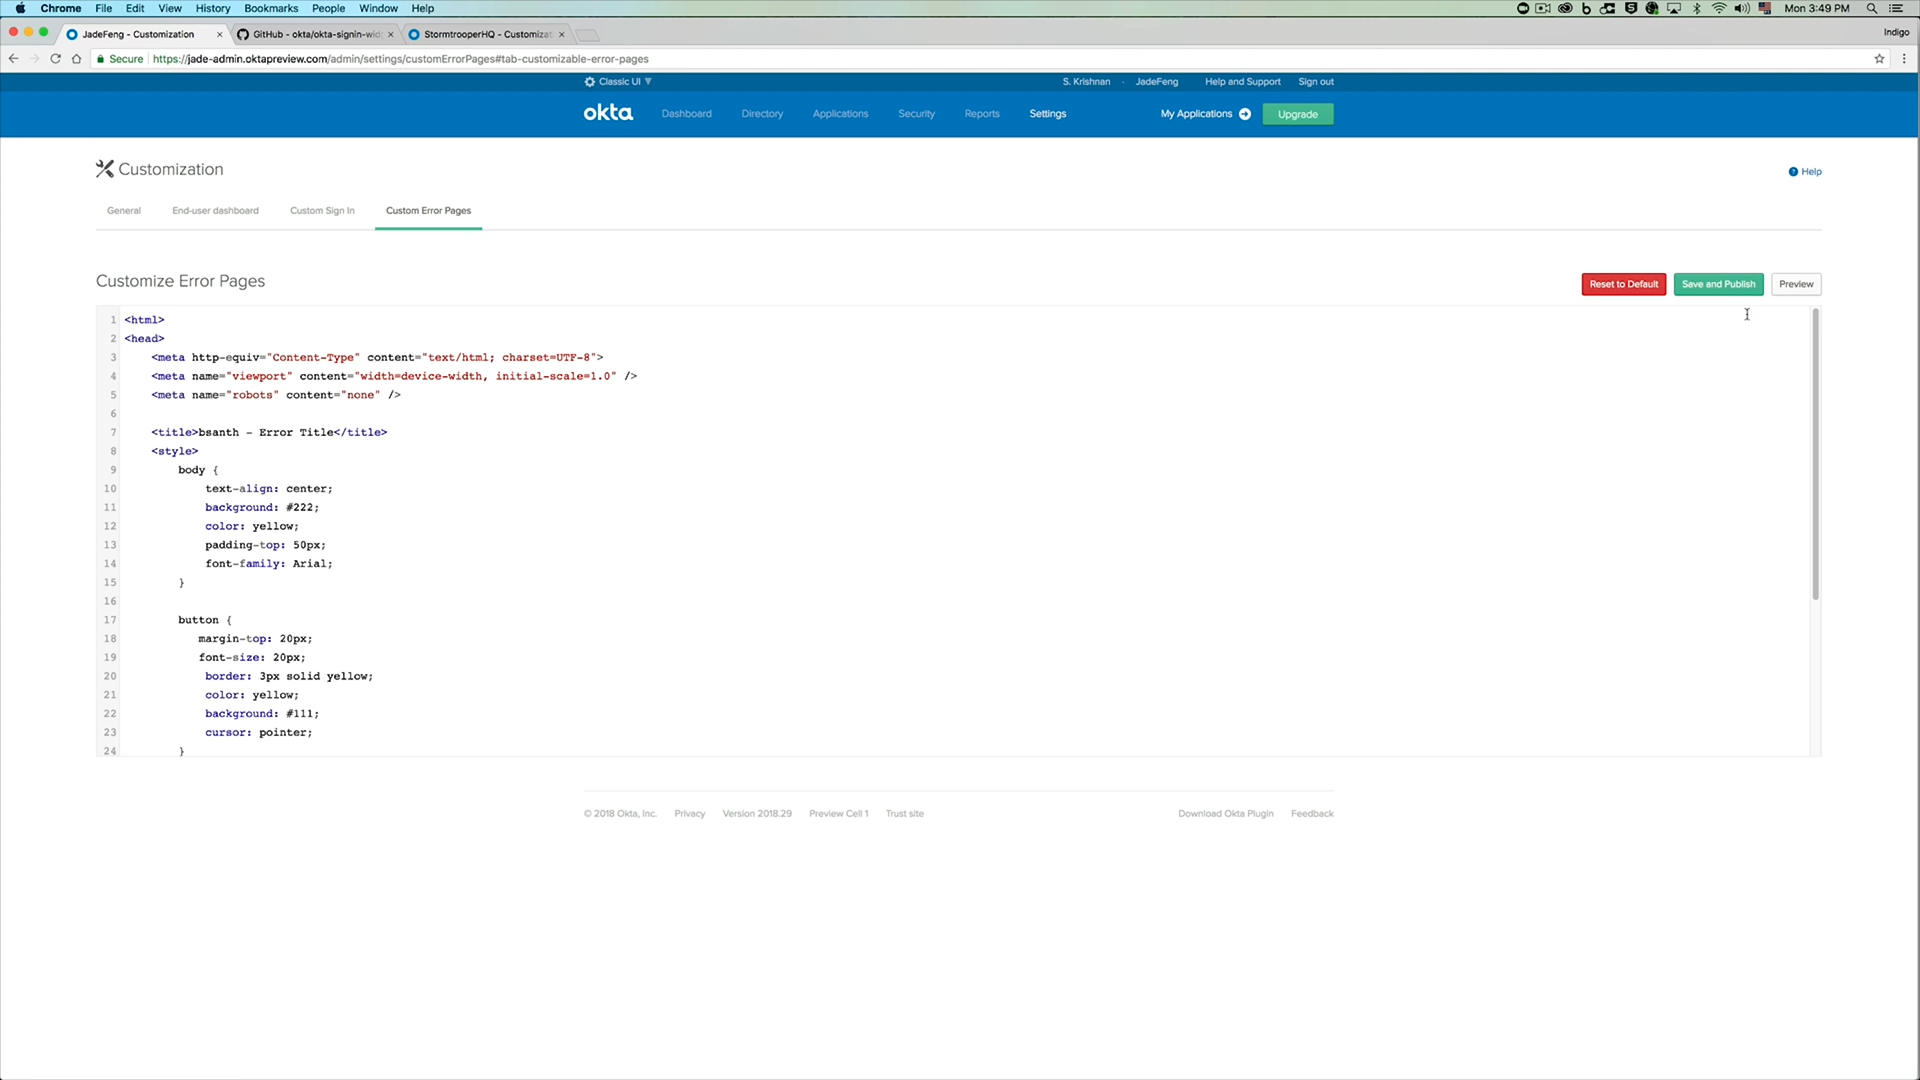 Chrome File Edit View History Bookmarks People Window Help Mon 3:49 PM
JadeFeng - Customization × GitHub - okta/okta-signin-wid × StormtrooperHQ - Customizat × Indigo
Secure https://jade-admin.oktapreview.com/admin/settings/customErrorPages#tab-customizable-error-pages
Classic UI S. Krishnan · JadeFeng Help and Support Sign out
okta Dashboard Directory Applications Security Reports Settings My Applications Upgrade
Customization
Help
General End-user dashboard Custom Sign In Custom Error Pages
Customize Error Pages Reset to Default Save and Publish Preview
1 <html>
2 <head>
3 <meta http-equiv="Content-Type" content="text/html; charset=UTF-8">
4 <meta name="viewport" content="width=device-width, initial-scale=1.0" />
5 <meta name="robots" content="none" />
6
7 <title>bsanth - Error Title</title>
8 <style>
9 body {
10 text-align: center;
11 background: #222;
12 color: yellow;
13 padding-top: 50px;
14 font-family: Arial;
15 }
16
17 button {
18 margin-top: 20px;
19 font-size: 20px;
20 border: 3px solid yellow;
21 color: yellow;
22 background: #111;
23 cursor: pointer;
24 }
© 2018 Okta, Inc. Privacy Version 2018.29 Preview Cell 1 Trust site Download Okta Plugin Feedback